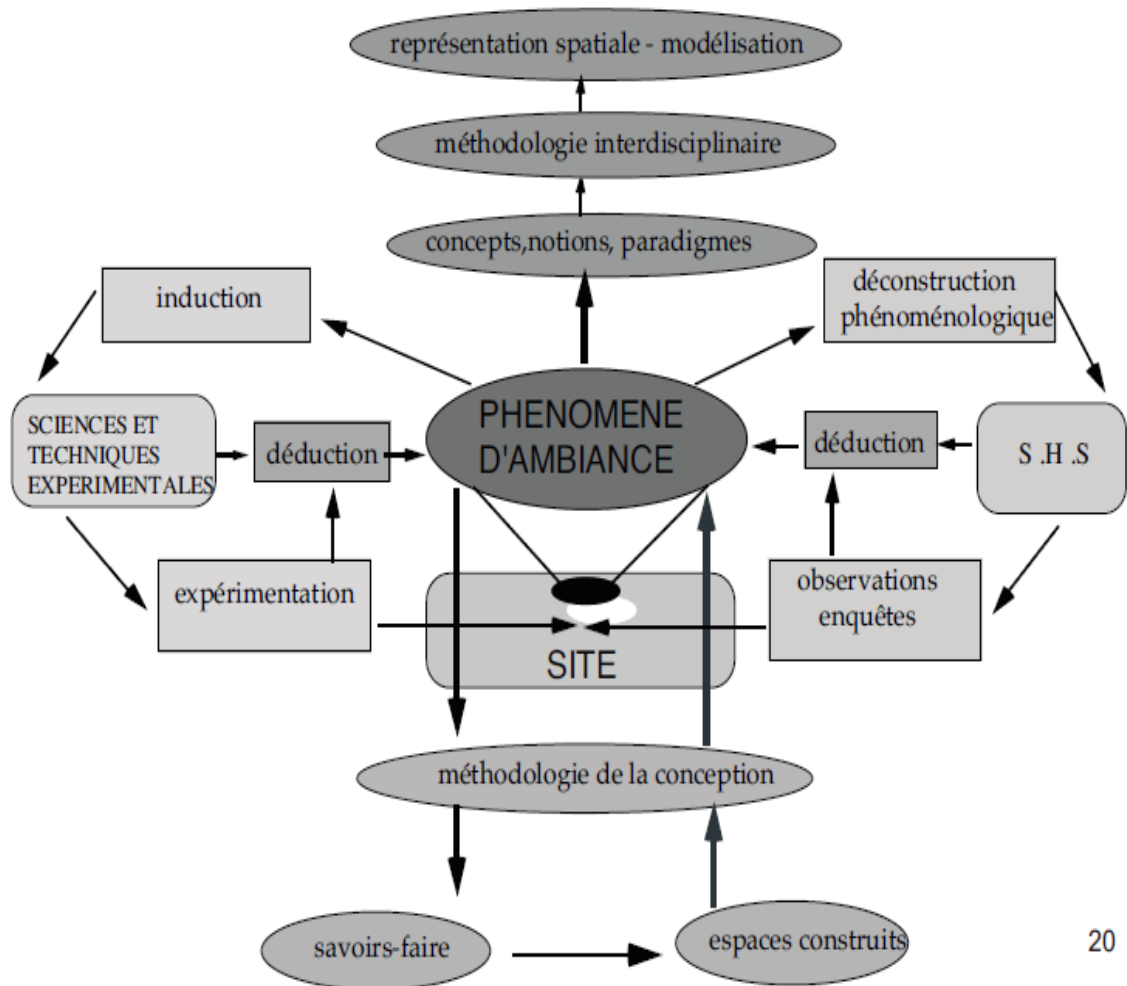 représentation spatiale - modélisation
méthodologie interdisciplinaire
concepts,notions, paradigmes
induction
déconstruction
phénoménologique
SCIENCES ET
TECHNIQUES
EXPERIMENTALES
déduction
PHENOMENE
D'AMBIANCE
déduction
S .H .S
expérimentation
observations
enquêtes
SITE
méthodologie de la conception
savoirs-faire
espaces construits
20